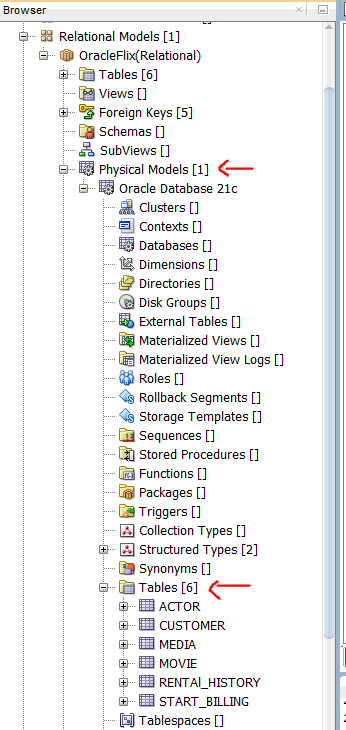 Browser
Relational Models [1]
OracleFlix(Relational)
Tables [6]
Views []
Foreign Keys [5]
Schemas []
SubViews []
Physical Models [1]
Oracle Database 21c
Clusters []
Contexts []
Databases []
Dimensions []
Directories []
Disk Groups []
External Tables []
Materialized Views []
Materialized View Logs []
Roles []
Rollback Segments []
Storage Templates []
Sequences []
Stored Procedures []
Functions []
Packages []
Triggers []
Collection Types []
Structured Types [2]
Synonyms []
Tables [6]
ACTOR
CUSTOMER
MEDIA
MOVIE
RENTAl_HISTORY
START_BILLING
Tablespaces []